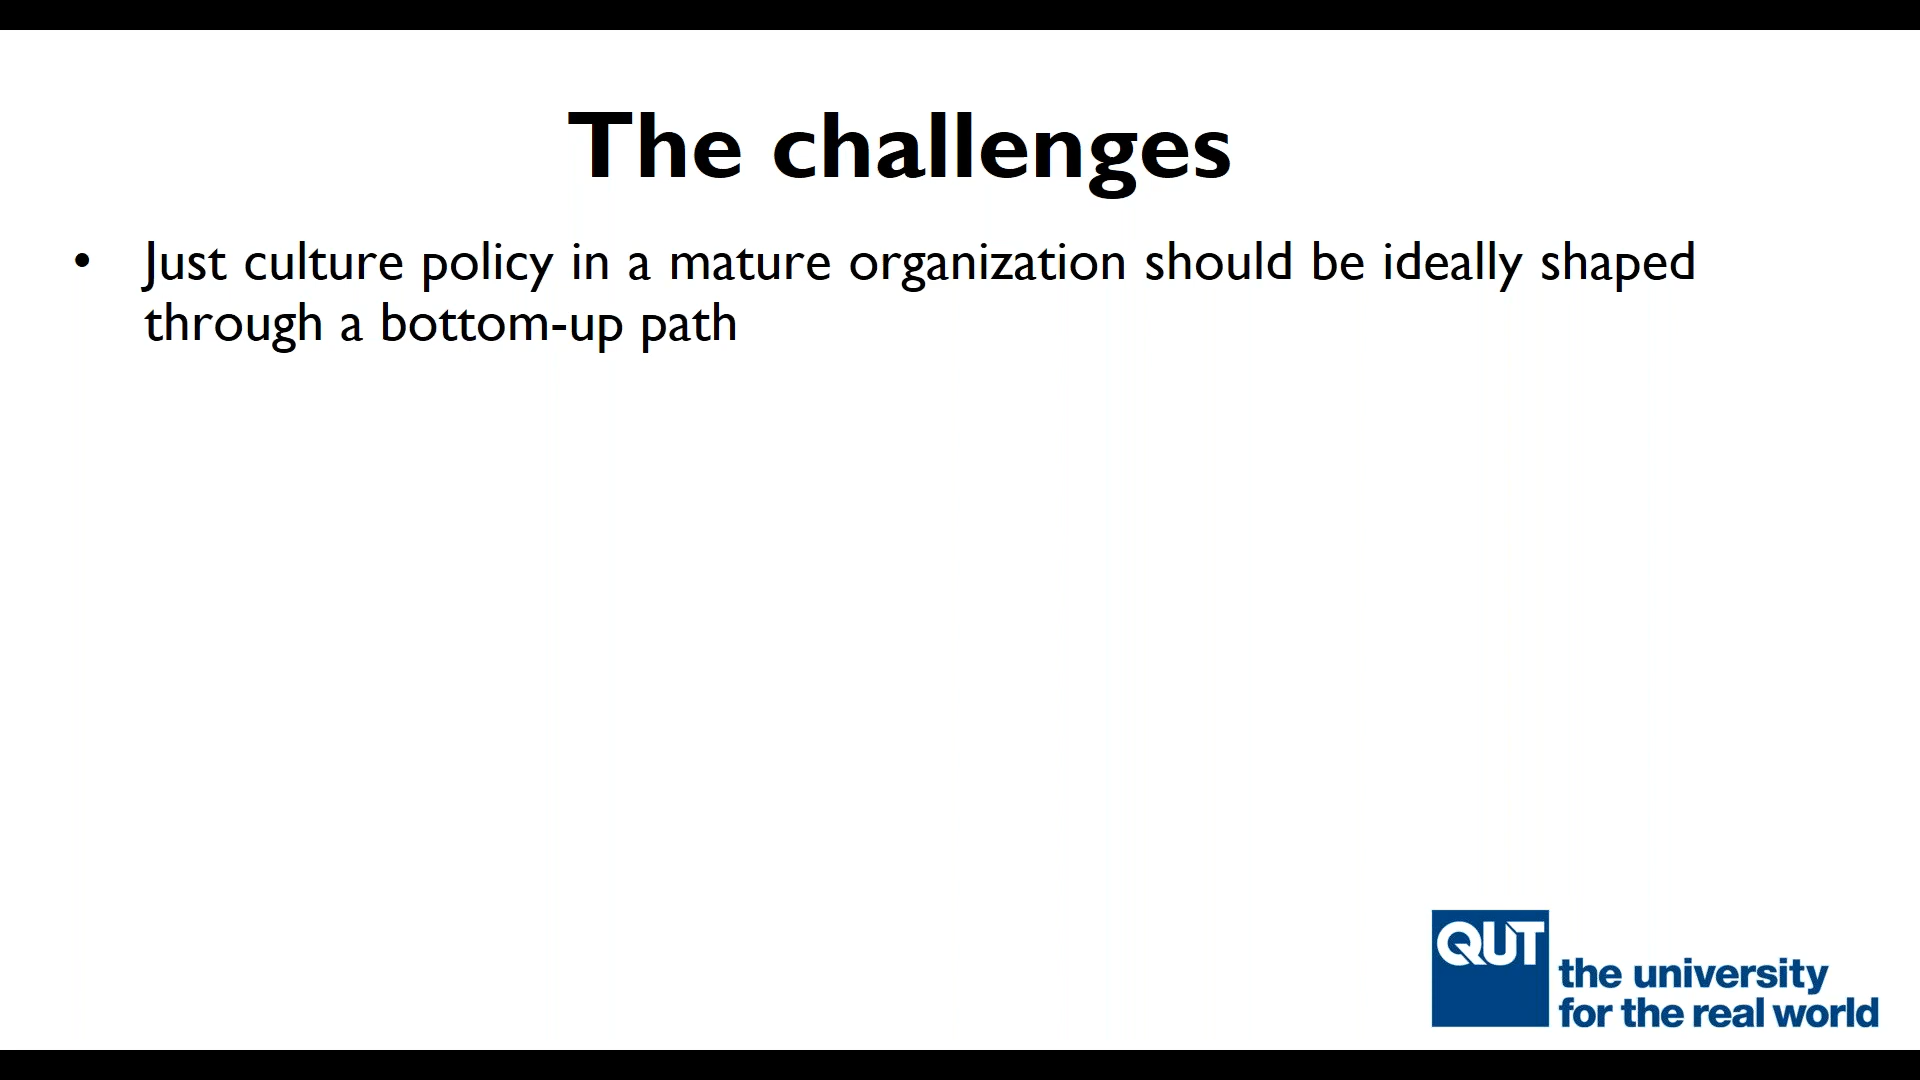 The challenges
• Just culture policy in a mature organization should be ideally shaped
through a bottom-up path
QUT
the university
for the real world